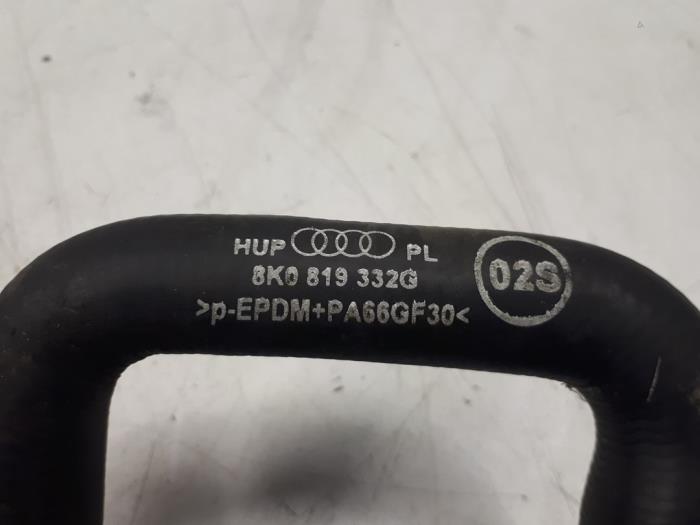 HUP PL
8K0 819 332G
02S
>p-EPDM+PA66GF30<